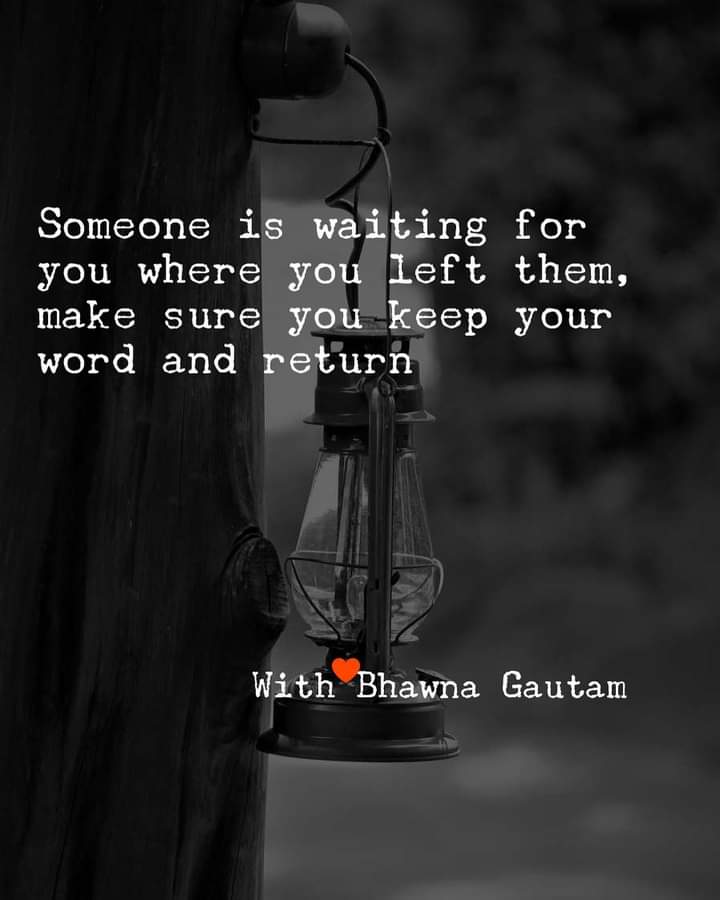 Someone is waiting for
you where you left them,
make sure you keep your
word and return
With ❤ Bhawna Gautam